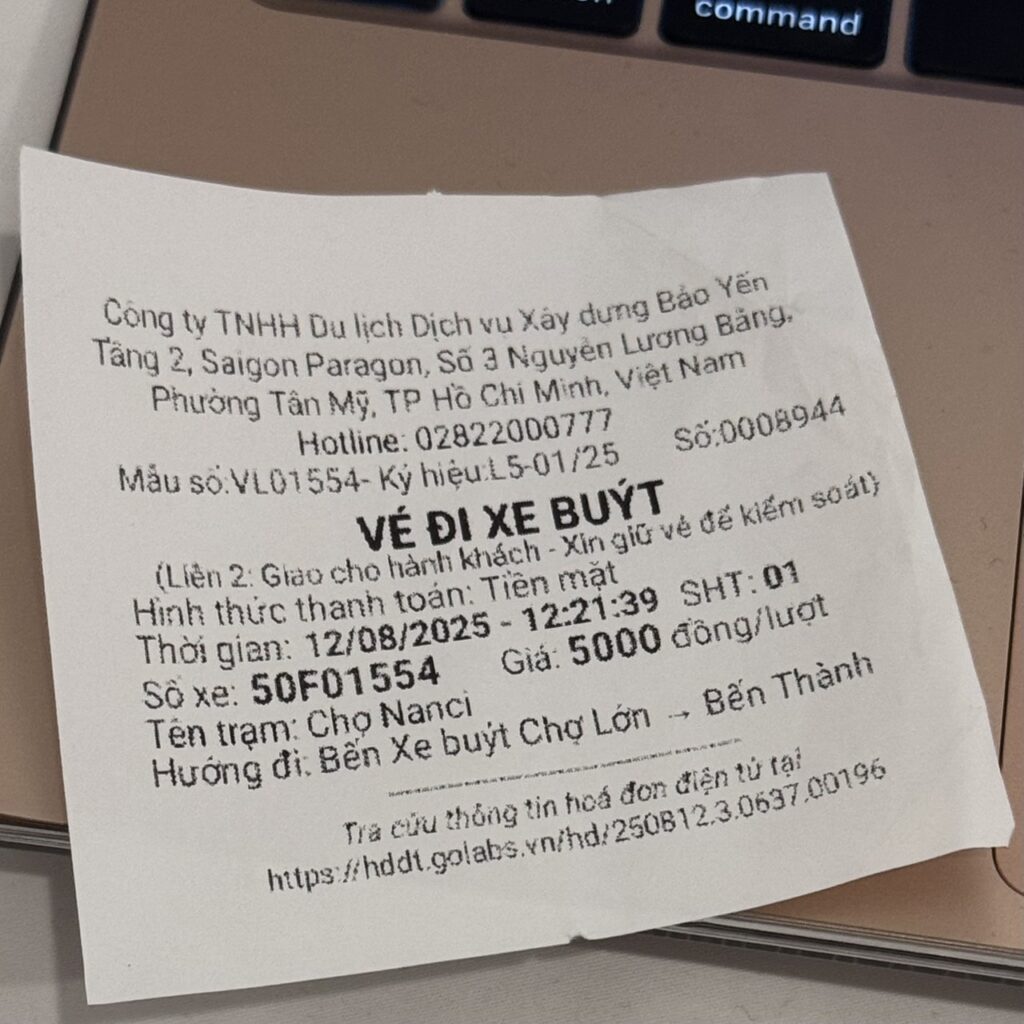 command
Công ty TNHH Du lịch Dịch vụ Xây dựng Bảo Yến
Tầng 2, Saigon Paragon, Số 3 Nguyễn Lương Bằng,
Phường Tân Mỹ, TP Hồ Chí Minh, Việt Nam
Hotline: 02822000777
Mẫu số:VL01554- Ký hiệu:L5-01/25 Số:0008944
VÉ ĐI XE BUÝT
(Liên 2: Giao cho hành khách - Xin giữ vé để kiểm soát)
Hình thức thanh toán: Tiền mặt
Thời gian: 12/08/2025 - 12:21:39 SHT: 01
Số xe: 50F01554 Giá: 5000 đồng/lượt
Tên trạm: Chợ Nanci
Hướng đi: Bến Xe buýt Chợ Lớn → Bến Thành
Tra cứu thông tin hoá đơn điện tử tại
https://hddt.golabs.vn/hd/250812.3.0637.00196